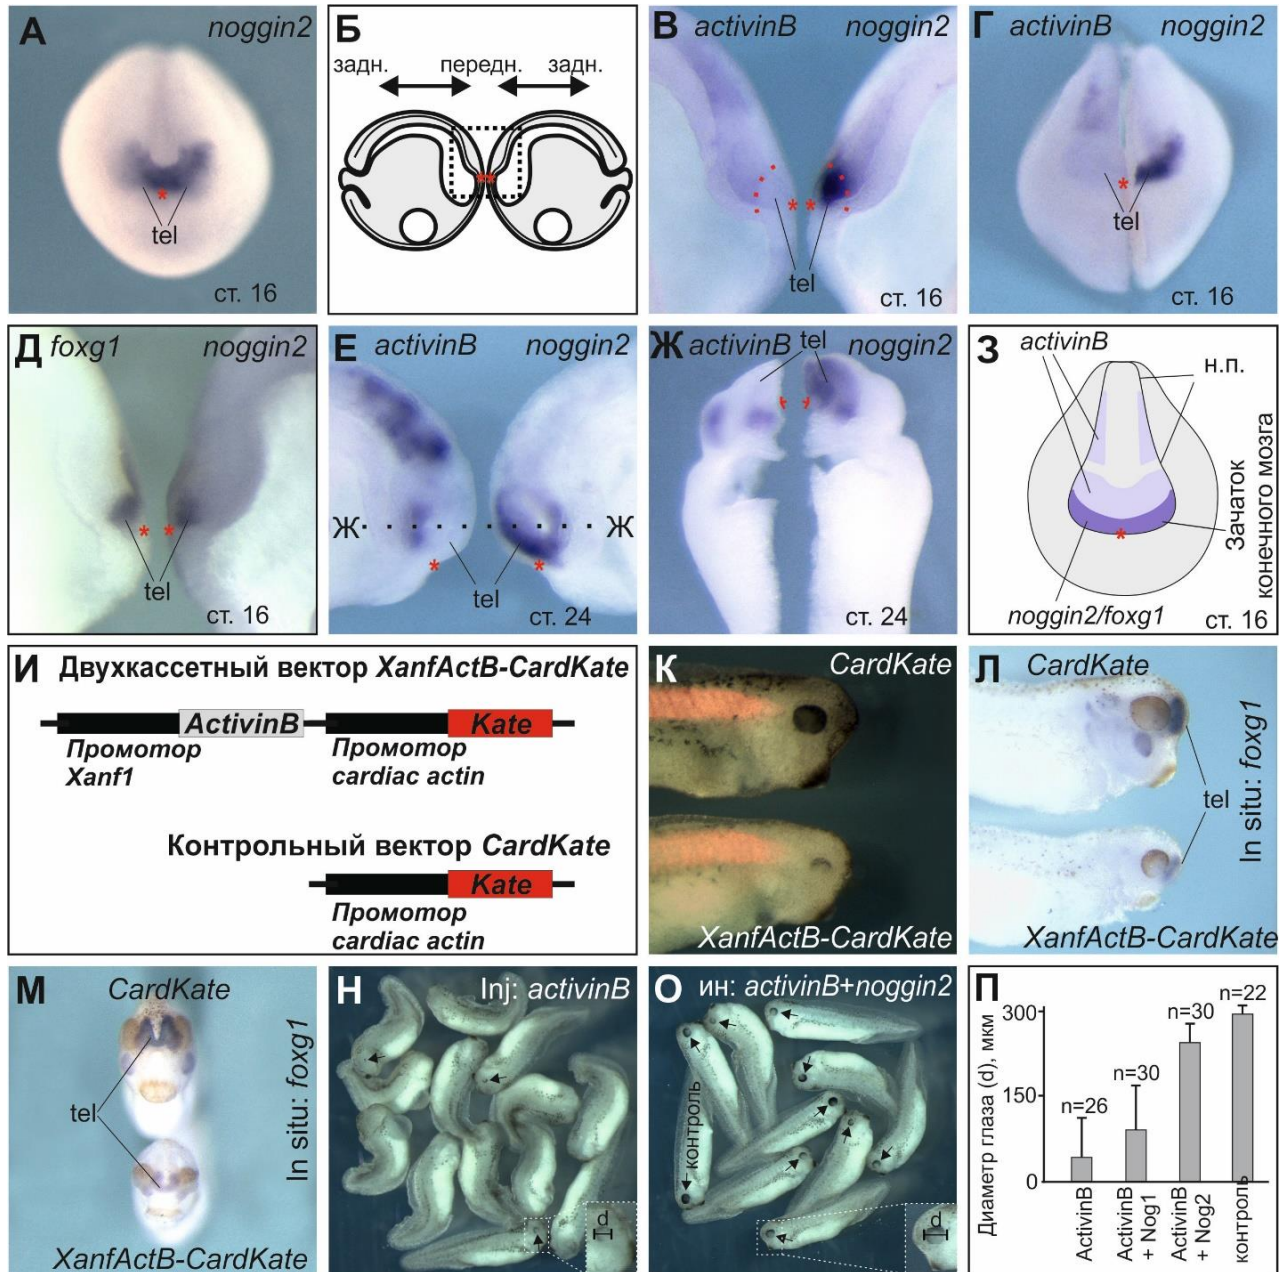 А
noggin2
*
tel
ст. 16
Б
задн. передн. задн.
**
В
activinB noggin2
* *
tel
ст. 16
Г
activinB noggin2
*
tel
ст. 16
Д
foxg1 noggin2
* *
tel
ст. 16
Е
activinB noggin2
Ж Ж
* *
tel
ст. 24
Ж
activinB tel noggin2
* *
ст. 24
З
activinB
н.п.
*
Зачаток
конечного мозга
noggin2/foxg1
ст. 16
И
Двухкассетный вектор XanfActB-CardKate
ActivinB Kate
Промотор Промотор
Xanf1 cardiac actin
Контрольный вектор CardKate
Kate
Промотор
cardiac actin
К
CardKate
XanfActB-CardKate
Л
CardKate
tel
In situ: foxg1
XanfActB-CardKate
М
CardKate
tel
In situ: foxg1
XanfActB-CardKate
Н
Inj: activinB
d
О
ин: activinB+noggin2
контроль
d
П
Диаметр глаза (d), мкм
300
150
0
n=26
n=30
n=30
n=22
ActivinB
ActivinB
+ Nog1
ActivinB
+ Nog2
контроль